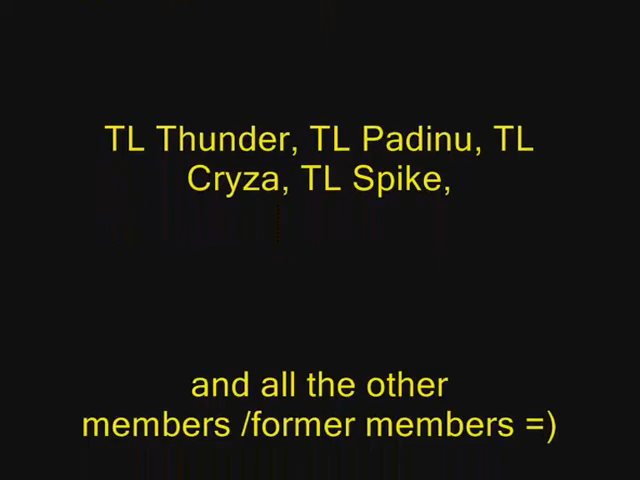 TL Thunder, TL Padinu, TL
Cryza, TL Spike,
and all the other
members /former members =)